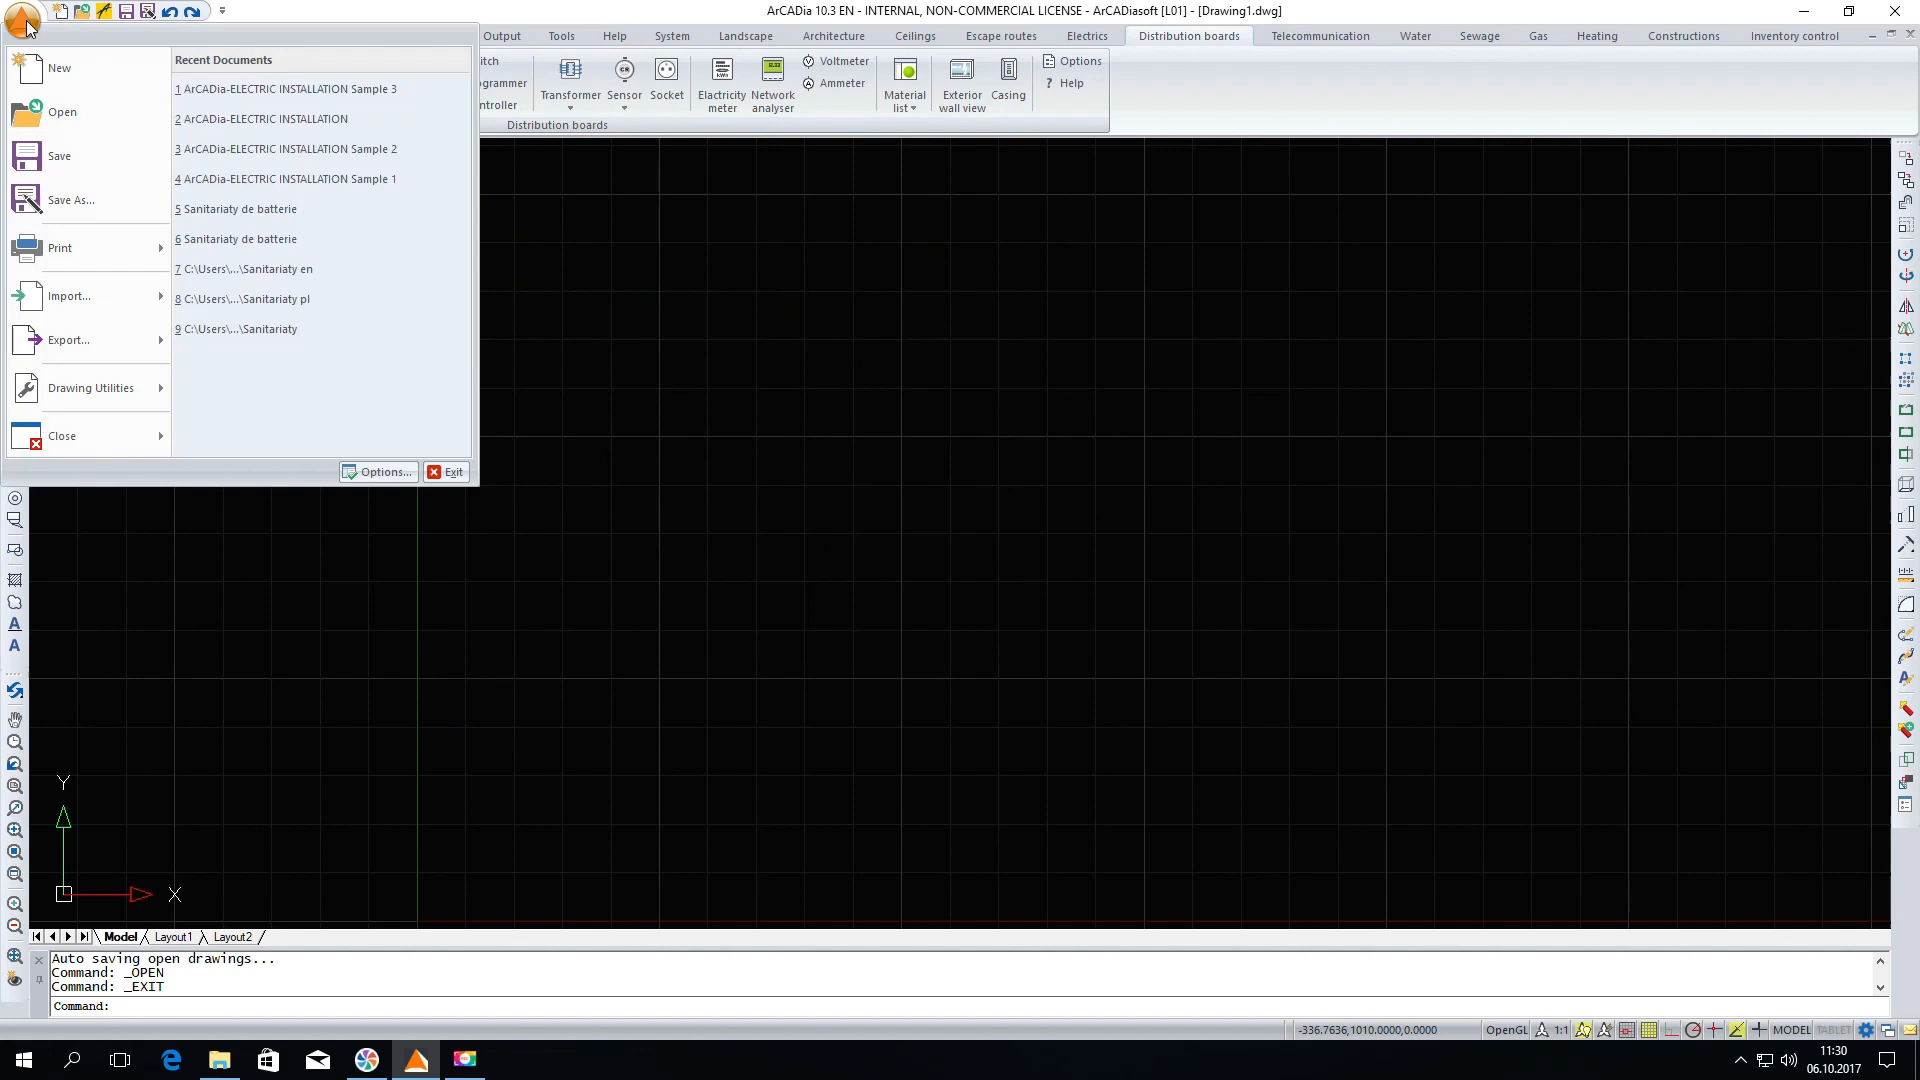 ArCADia 10.3 EN - INTERNAL, NON-COMMERCIAL LICENSE - ArCADiasoft [L01] - [Drawing1.dwg]
Output Tools Help System Landscape Architecture Ceilings Escape routes Electrics Distribution boards Telecommunication Water Sewage Gas Heating Constructions Inventory control
New
Open
Save
Save As...
Print
Import...
Export...
Drawing Utilities
Close
Recent Documents
1 ArCADia-ELECTRIC INSTALLATION Sample 3
2 ArCADia-ELECTRIC INSTALLATION
3 ArCADia-ELECTRIC INSTALLATION Sample 2
4 ArCADia-ELECTRIC INSTALLATION Sample 1
5 Sanitariaty de batterie
6 Sanitariaty de batterie
7 C:\Users\...\Sanitariaty en
8 C:\Users\...\Sanitariaty pl
9 C:\Users\...\Sanitariaty
Options... Exit
itch
ogrammer
ntroller
Transformer
Sensor
Socket
Electricity
meter
Network
analyser
Voltmeter
Ammeter
Material
list
Exterior
wall view
Casing
Options
? Help
Distribution boards
Y
X
Model Layout1 Layout2
Auto saving open drawings...
Command: _OPEN
Command: _EXIT
Command:
-336.7636,1010.0000,0.0000 OpenGL 1:1 MODEL TABLET
11:30
06.10.2017